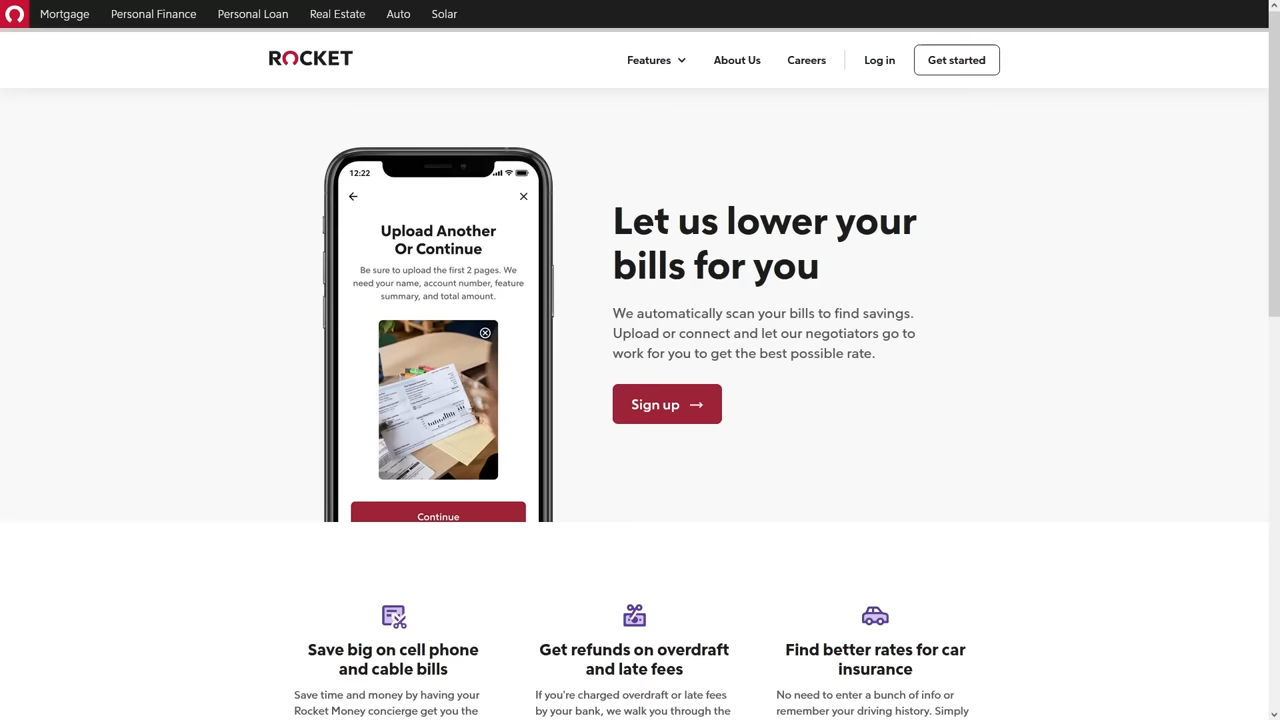 Mortgage
Personal Finance
Personal Loan
Real Estate
Auto
Solar
ROCKET
Features
About Us
Careers
Log in
Get started
12:22
Upload Another
Or Continue
Be sure to upload the first 2 pages. We
need your name, account number, feature
summary, and total amount.
Continue
Let us lower your
bills for you
We automatically scan your bills to find savings.
Upload or connect and let our negotiators go to
work for you to get the best possible rate.
Sign up
Save big on cell phone
and cable bills
Save time and money by having your
Rocket Money concierge get you the
Get refunds on overdraft
and late fees
If you're charged overdraft or late fees
by your bank, we walk you through the
Find better rates for car
insurance
No need to enter a bunch of info or
remember your driving history. Simply